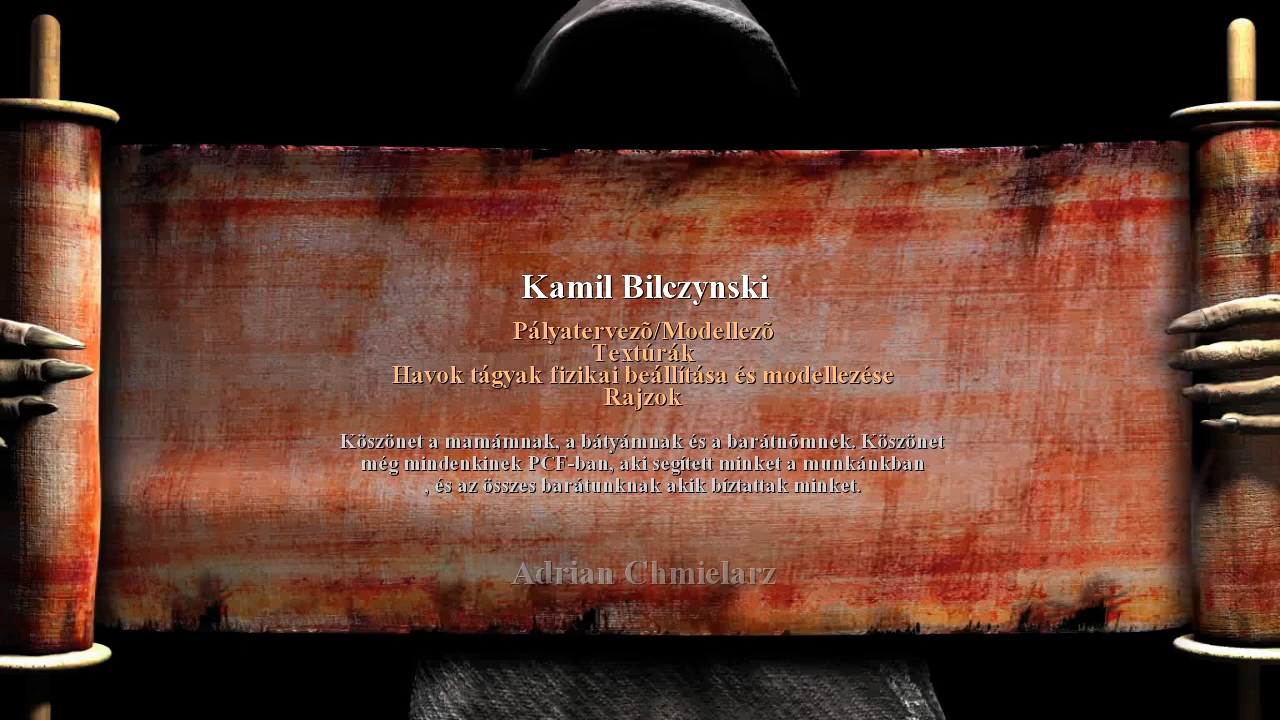 Kamil Bilczynski
Pályatervezõ/Modellezõ
Textúrák
Havok tágyak fizikai beállítása és modellezése
Rajzok
Köszönet a mamámnak, a bátyámnak és a barátnõmnek. Köszönet
még mindenkinek PCF-ban, aki segített minket a munkánkban
, és az összes barátunknak akik bíztattak minket.
Adrian Chmielarz